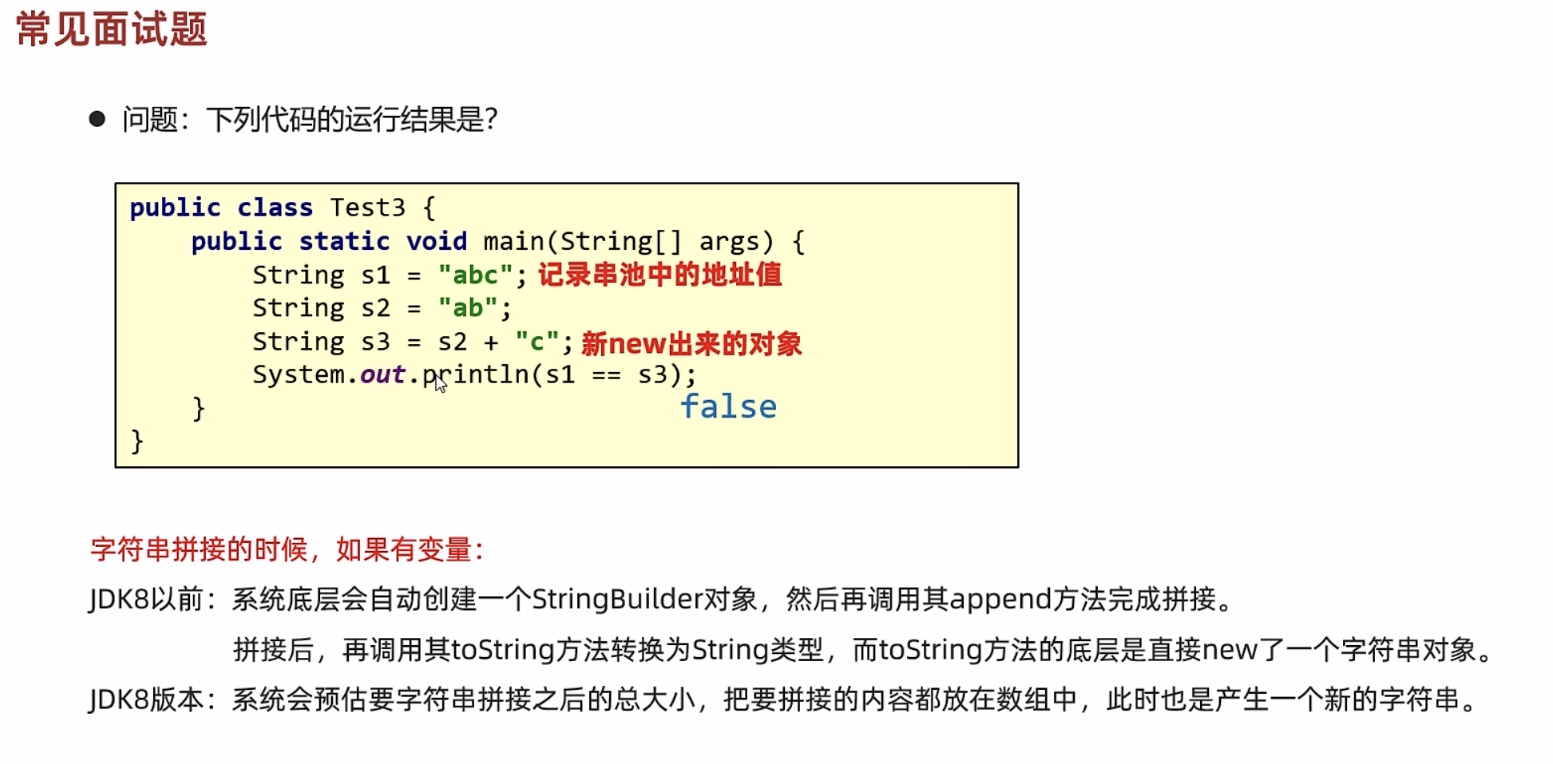 常见面试题
● 问题：下列代码的运行结果是？
public class Test3 {
    public static void main(String[] args) {
        String s1 = "abc"; 记录串池中的地址值
        String s2 = "ab";
        String s3 = s2 + "c"; 新new出来的对象
        System.out.println(s1 == s3);
    }
false
}
字符串拼接的时候，如果有变量：
JDK8以前：系统底层会自动创建一个StringBuilder对象，然后再调用其append方法完成拼接。
拼接后，再调用其toString方法转换为String类型，而toString方法的底层是直接new了一个字符串对象。
JDK8版本：系统会预估要字符串拼接之后的总大小，把要拼接的内容都放在数组中，此时也是产生一个新的字符串。